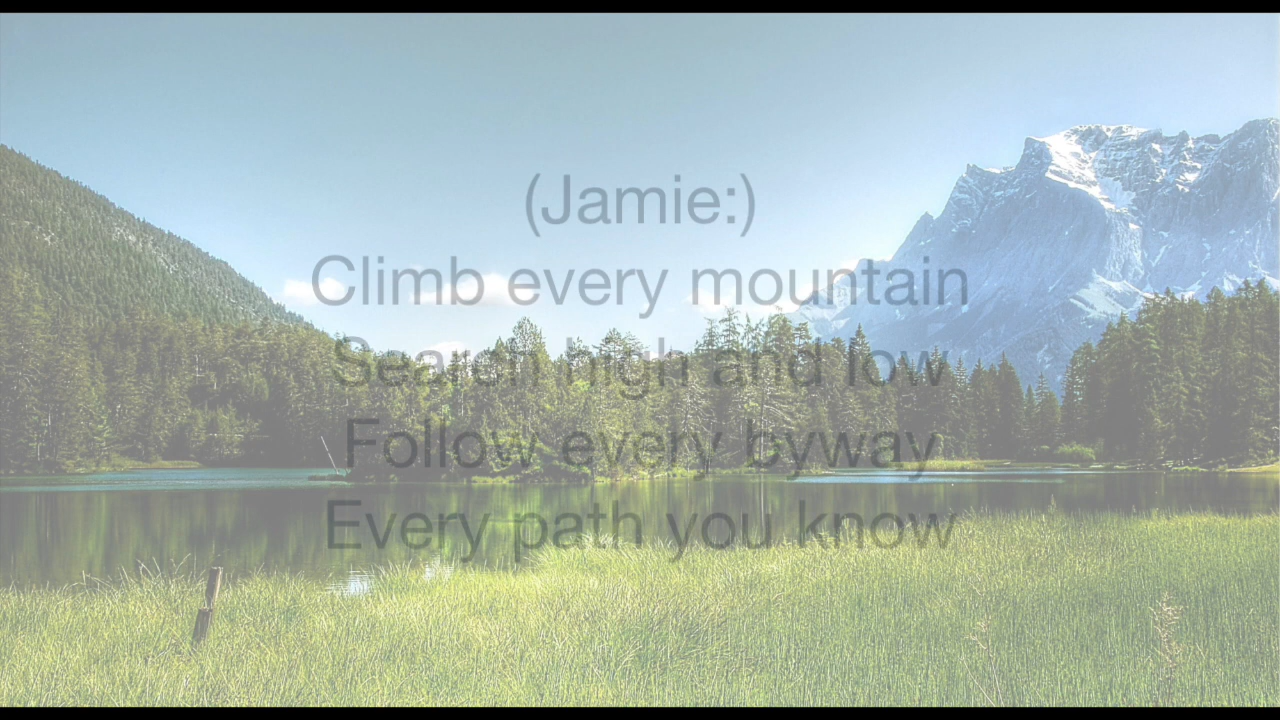 (Jamie:)
Climb every mountain
Search high and low
Follow every byway
Every path you know